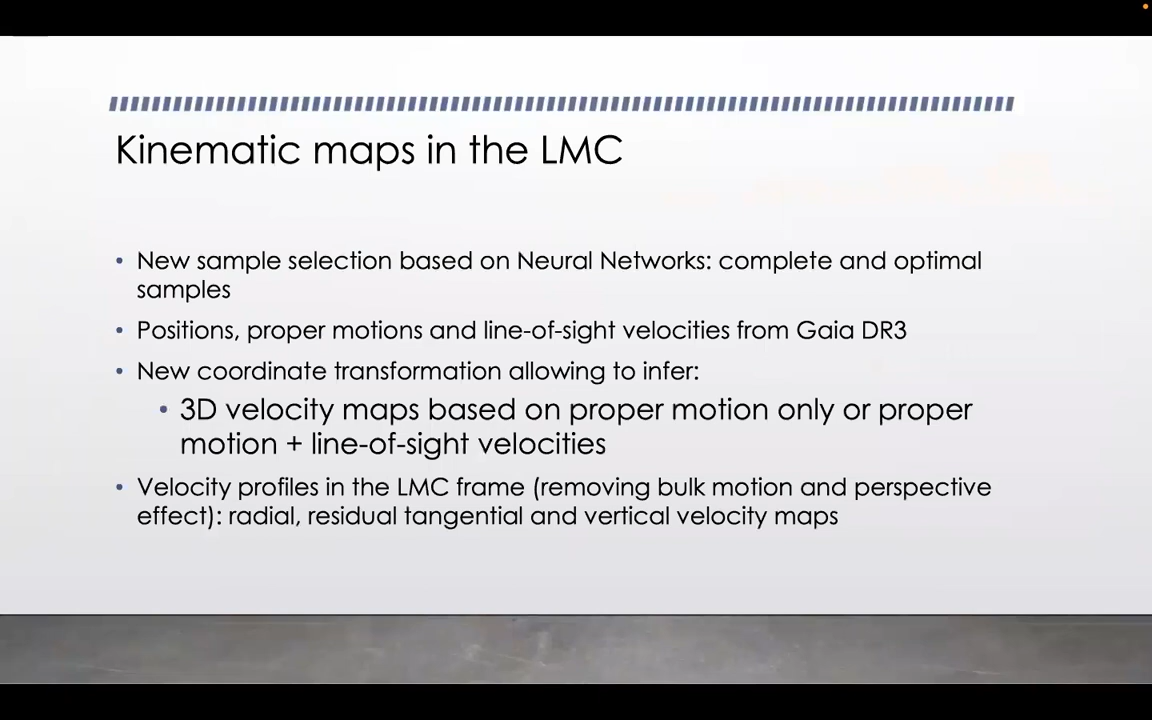 Kinematic maps in the LMC
• New sample selection based on Neural Networks: complete and optimal
samples
• Positions, proper motions and line-of-sight velocities from Gaia DR3
• New coordinate transformation allowing to infer:
• 3D velocity maps based on proper motion only or proper
motion + line-of-sight velocities
• Velocity profiles in the LMC frame (removing bulk motion and perspective
effect): radial, residual tangential and vertical velocity maps